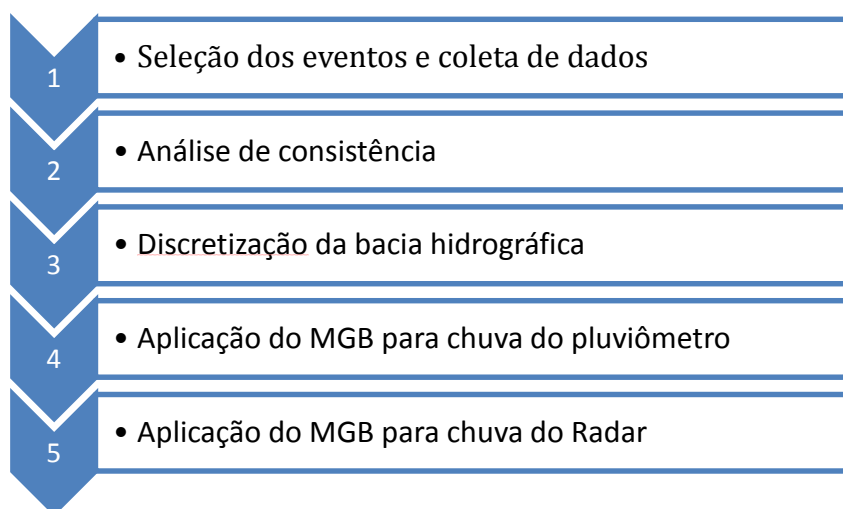 1 • Seleção dos eventos e coleta de dados
2 • Análise de consistência
3 • Discretização da bacia hidrográfica
4 • Aplicação do MGB para chuva do pluviômetro
5 • Aplicação do MGB para chuva do Radar